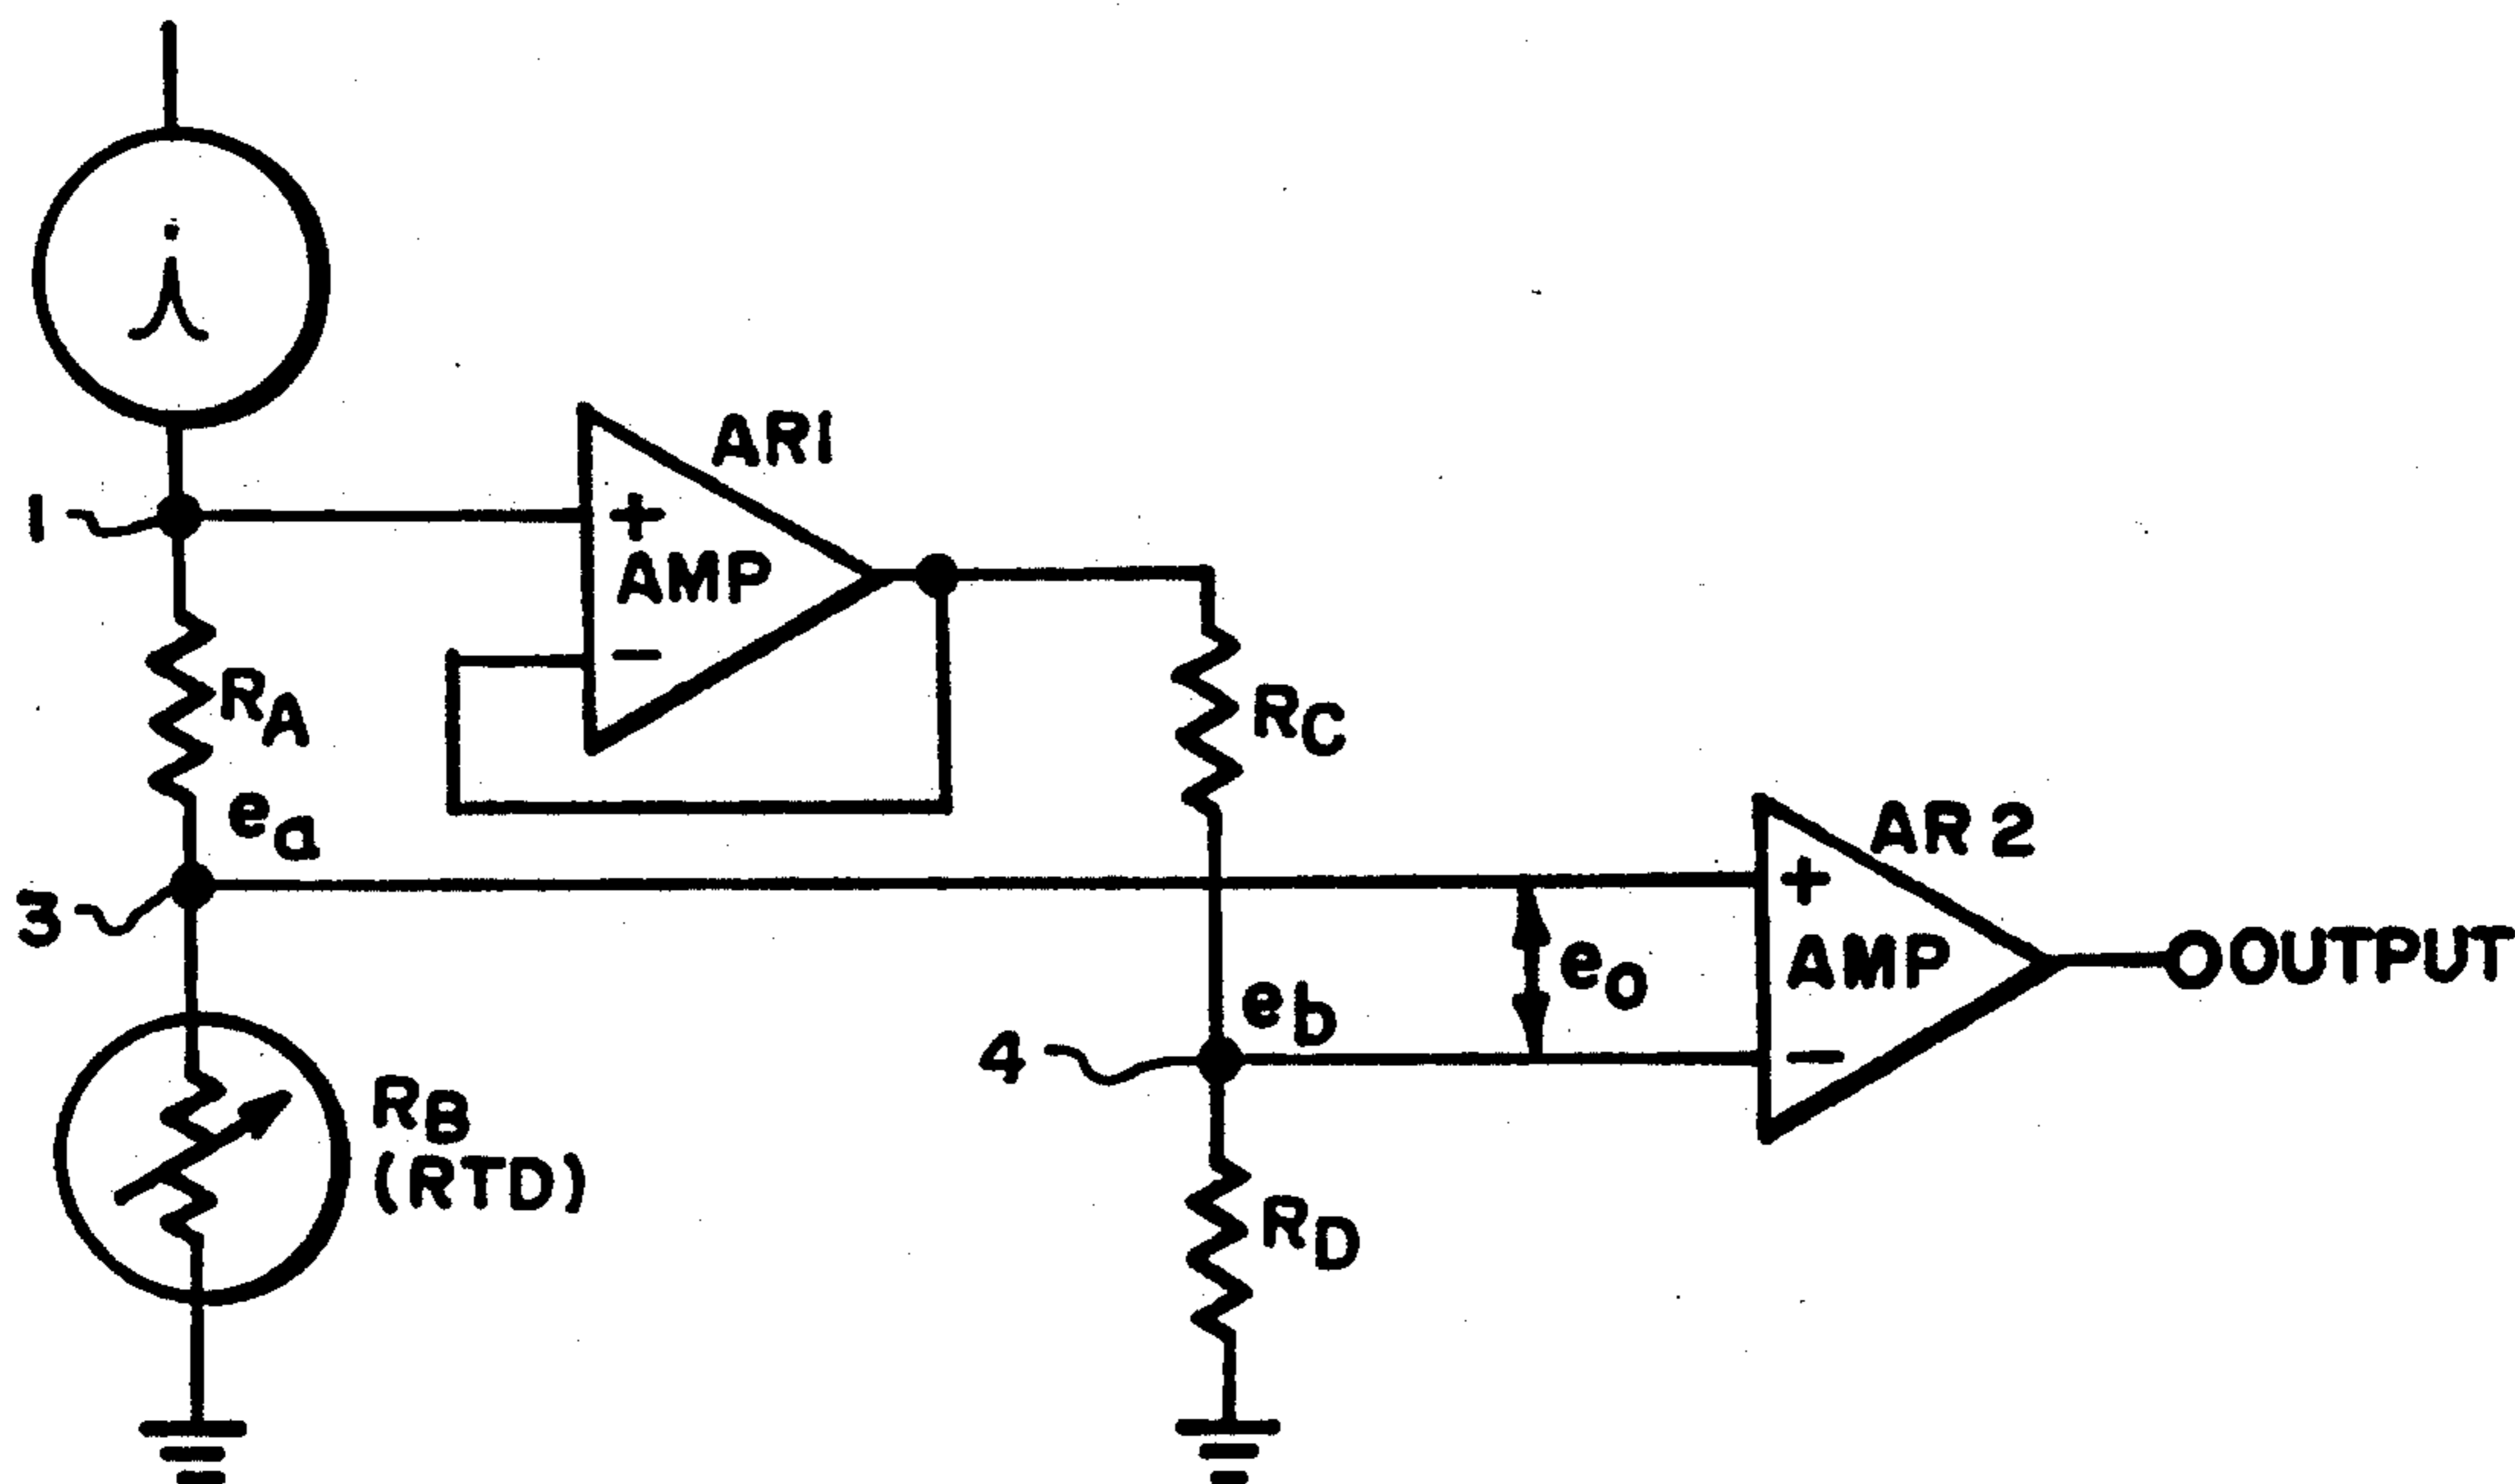 i
AR1
1
+
AMP
−
RA
RC
ea
AR2
3
+
AMP
OUTPUT
eo
eb
4
−
RB
(RTD)
RD